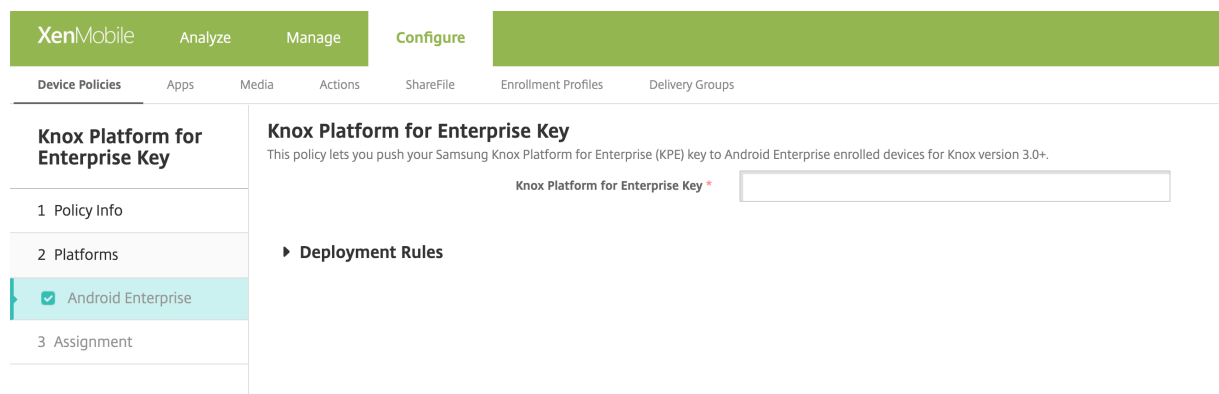 XenMobile Analyze Manage Configure
Device Policies Apps Media Actions ShareFile Enrollment Profiles Delivery Groups
Knox Platform for
Enterprise Key
1 Policy Info
2 Platforms
Android Enterprise
3 Assignment
Knox Platform for Enterprise Key
This policy lets you push your Samsung Knox Platform for Enterprise (KPE) key to Android Enterprise enrolled devices for Knox version 3.0+.
Knox Platform for Enterprise Key *
Deployment Rules